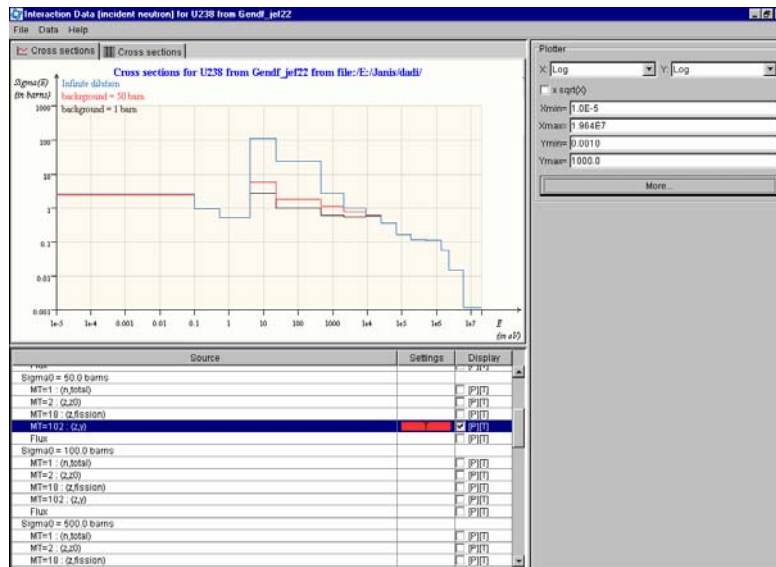 Interaction Data [incident neutron] for U238 from Gendf_jef22
File Data Help
Cross sections Cross sections
Cross sections for U238 from Gendf_jef22 from file:/E:/Janis/dadi/
Sigma(E)
(in barns)
Infinite dilution
background = 50 barn
background = 1 barn
1000
100
10
1
0.1
0.01
0.001
1e-5 1e-4 0.001 0.01 0.1 1 10 100 1000 1e4 1e5 1e6 1e7 E
(in eV)
Plotter
X: Log Y: Log
x sqrt(X)
Xmin= 1.0E-5
Xmax= 1.964E7
Ymin= 0.0010
Ymax= 1000.0
More...
Source Settings Display
Flux [P][T]
Sigma0 = 50.0 barns
MT=1 : (n,total) [P][T]
MT=2 : (z,z0) [P][T]
MT=18 : (z,fission) [P][T]
MT=102 : (z,γ) [P][T]
Flux [P][T]
Sigma0 = 100.0 barns
MT=1 : (n,total) [P][T]
MT=2 : (z,z0) [P][T]
MT=18 : (z,fission) [P][T]
MT=102 : (z,γ) [P][T]
Flux [P][T]
Sigma0 = 500.0 barns
MT=1 : (n,total) [P][T]
MT=2 : (z,z0) [P][T]
MT=18 : (z,fission) [P][T]